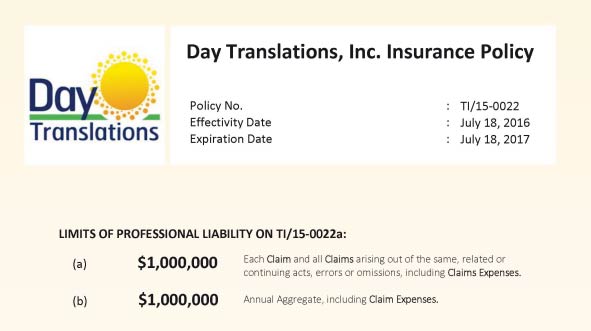 Day
Translations
Day Translations, Inc. Insurance Policy
Policy No. : TI/15-0022
Effectivity Date : July 18, 2016
Expiration Date : July 18, 2017
LIMITS OF PROFESSIONAL LIABILITY ON TI/15-0022a:
(a) $1,000,000 Each Claim and all Claims arising out of the same, related or
continuing acts, errors or omissions, including Claims Expenses.
(b) $1,000,000 Annual Aggregate, including Claim Expenses.